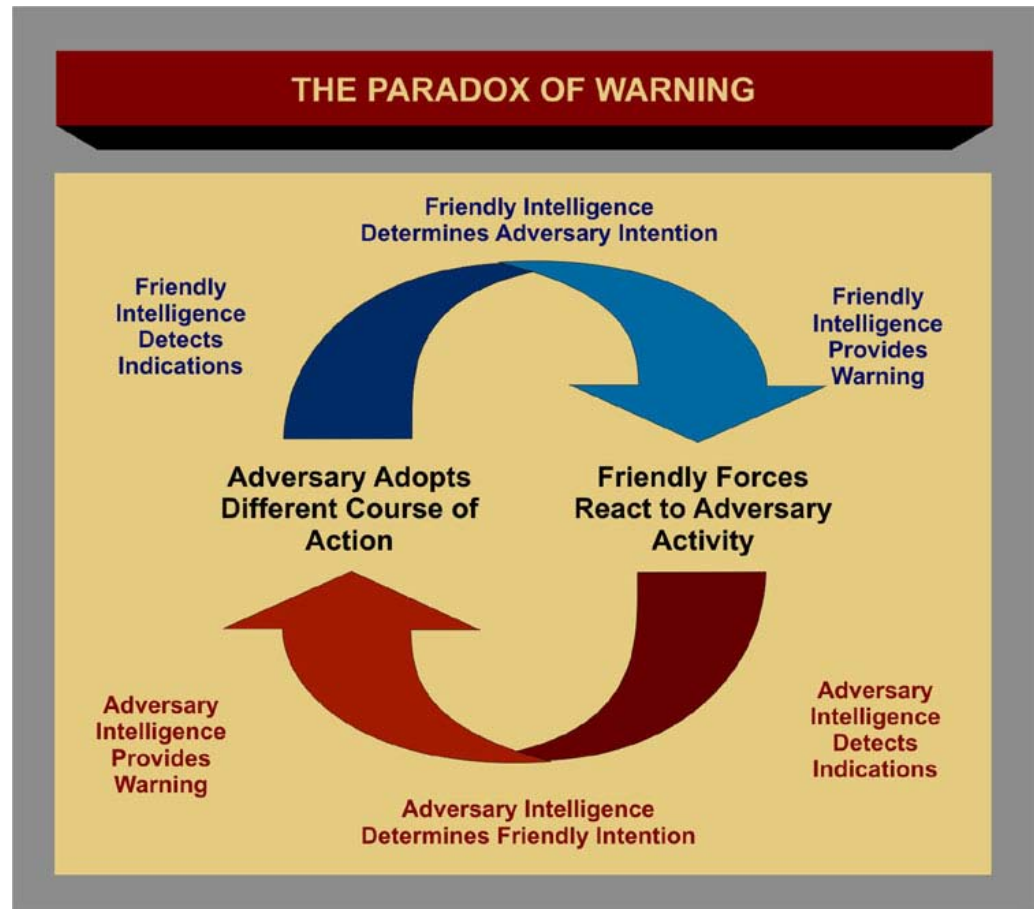 THE PARADOX OF WARNING
Friendly Intelligence
Determines Adversary Intention
Friendly
Intelligence
Detects
Indications
Friendly
Intelligence
Provides
Warning
Adversary Adopts
Different Course of
Action
Friendly Forces
React to Adversary
Activity
Adversary
Intelligence
Provides
Warning
Adversary
Intelligence
Detects
Indications
Adversary Intelligence
Determines Friendly Intention